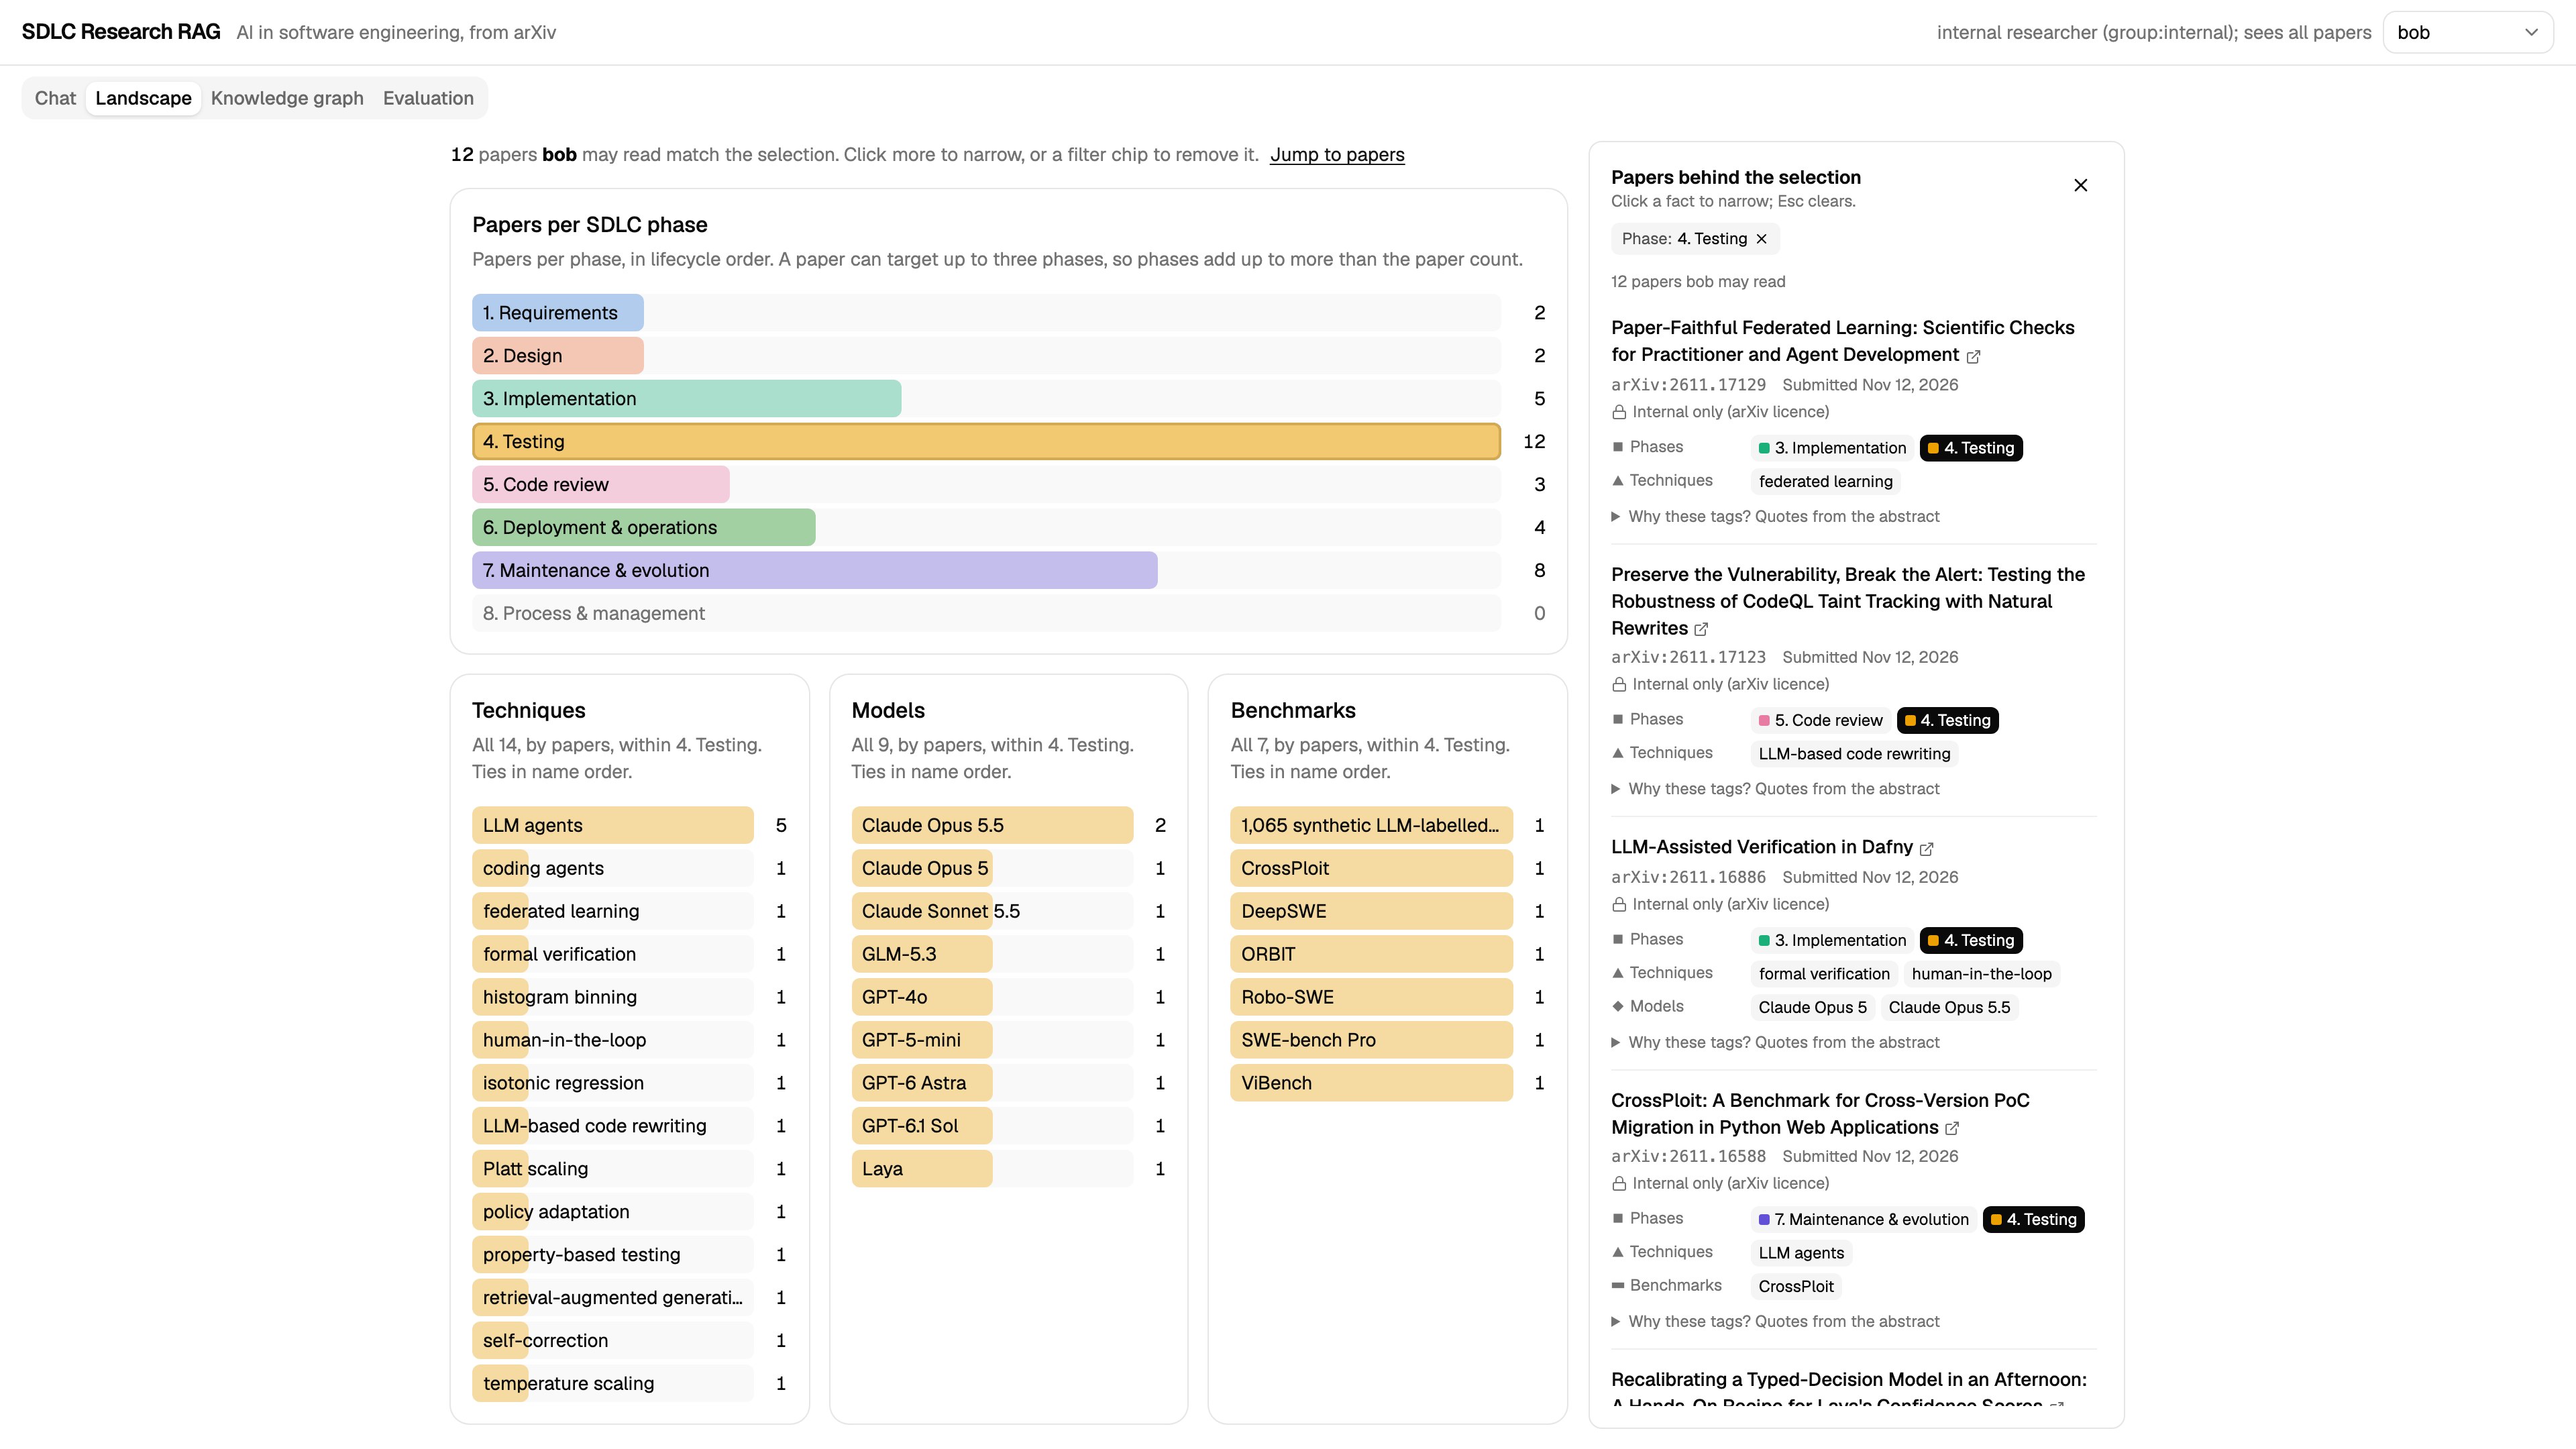 SDLC Research RAG AI in software engineering, from arXiv
internal researcher (group:internal); sees all papers bob
Chat Landscape Knowledge graph Evaluation
12 papers bob may read match the selection. Click more to narrow, or a filter chip to remove it. Jump to papers
Papers per SDLC phase
Papers per phase, in lifecycle order. A paper can target up to three phases, so phases add up to more than the paper count.
1. Requirements 2
2. Design 2
3. Implementation 5
4. Testing 12
5. Code review 3
6. Deployment & operations 4
7. Maintenance & evolution 8
8. Process & management 0
Techniques
All 14, by papers, within 4. Testing.
Ties in name order.
LLM agents 5
coding agents 1
federated learning 1
formal verification 1
histogram binning 1
human-in-the-loop 1
isotonic regression 1
LLM-based code rewriting 1
Platt scaling 1
policy adaptation 1
property-based testing 1
retrieval-augmented generati... 1
self-correction 1
temperature scaling 1
Models
All 9, by papers, within 4. Testing.
Ties in name order.
Claude Opus 5.5 2
Claude Opus 5 1
Claude Sonnet 5.5 1
GLM-5.3 1
GPT-4o 1
GPT-5-mini 1
GPT-6 Astra 1
GPT-6.1 Sol 1
Laya 1
Benchmarks
All 7, by papers, within 4. Testing.
Ties in name order.
1,065 synthetic LLM-labelled... 1
CrossPloit 1
DeepSWE 1
ORBIT 1
Robo-SWE 1
SWE-bench Pro 1
ViBench 1
Papers behind the selection
Click a fact to narrow; Esc clears.
Phase: 4. Testing
12 papers bob may read
Paper-Faithful Federated Learning: Scientific Checks
for Practitioner and Agent Development
arXiv:2611.17129 Submitted Nov 12, 2026
Internal only (arXiv licence)
Phases 3. Implementation 4. Testing
Techniques federated learning
Why these tags? Quotes from the abstract
Preserve the Vulnerability, Break the Alert: Testing the
Robustness of CodeQL Taint Tracking with Natural
Rewrites
arXiv:2611.17123 Submitted Nov 12, 2026
Internal only (arXiv licence)
Phases 5. Code review 4. Testing
Techniques LLM-based code rewriting
Why these tags? Quotes from the abstract
LLM-Assisted Verification in Dafny
arXiv:2611.16886 Submitted Nov 12, 2026
Internal only (arXiv licence)
Phases 3. Implementation 4. Testing
Techniques formal verification human-in-the-loop
Models Claude Opus 5 Claude Opus 5.5
Why these tags? Quotes from the abstract
CrossPloit: A Benchmark for Cross-Version PoC
Migration in Python Web Applications
arXiv:2611.16588 Submitted Nov 12, 2026
Internal only (arXiv licence)
Phases 7. Maintenance & evolution 4. Testing
Techniques LLM agents
Benchmarks CrossPloit
Why these tags? Quotes from the abstract
Recalibrating a Typed-Decision Model in an Afternoon:
A Hands-On Recipe for Laya's Confidence Scores